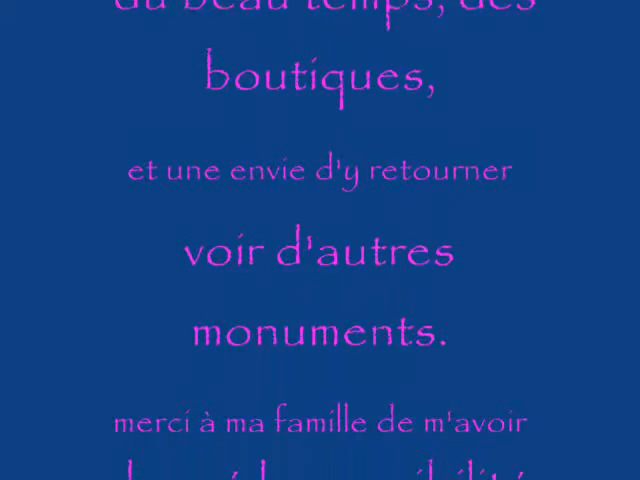 du beau temps, des
boutiques,
et une envie d'y retourner
voir d'autres
monuments.
merci à ma famille de m'avoir